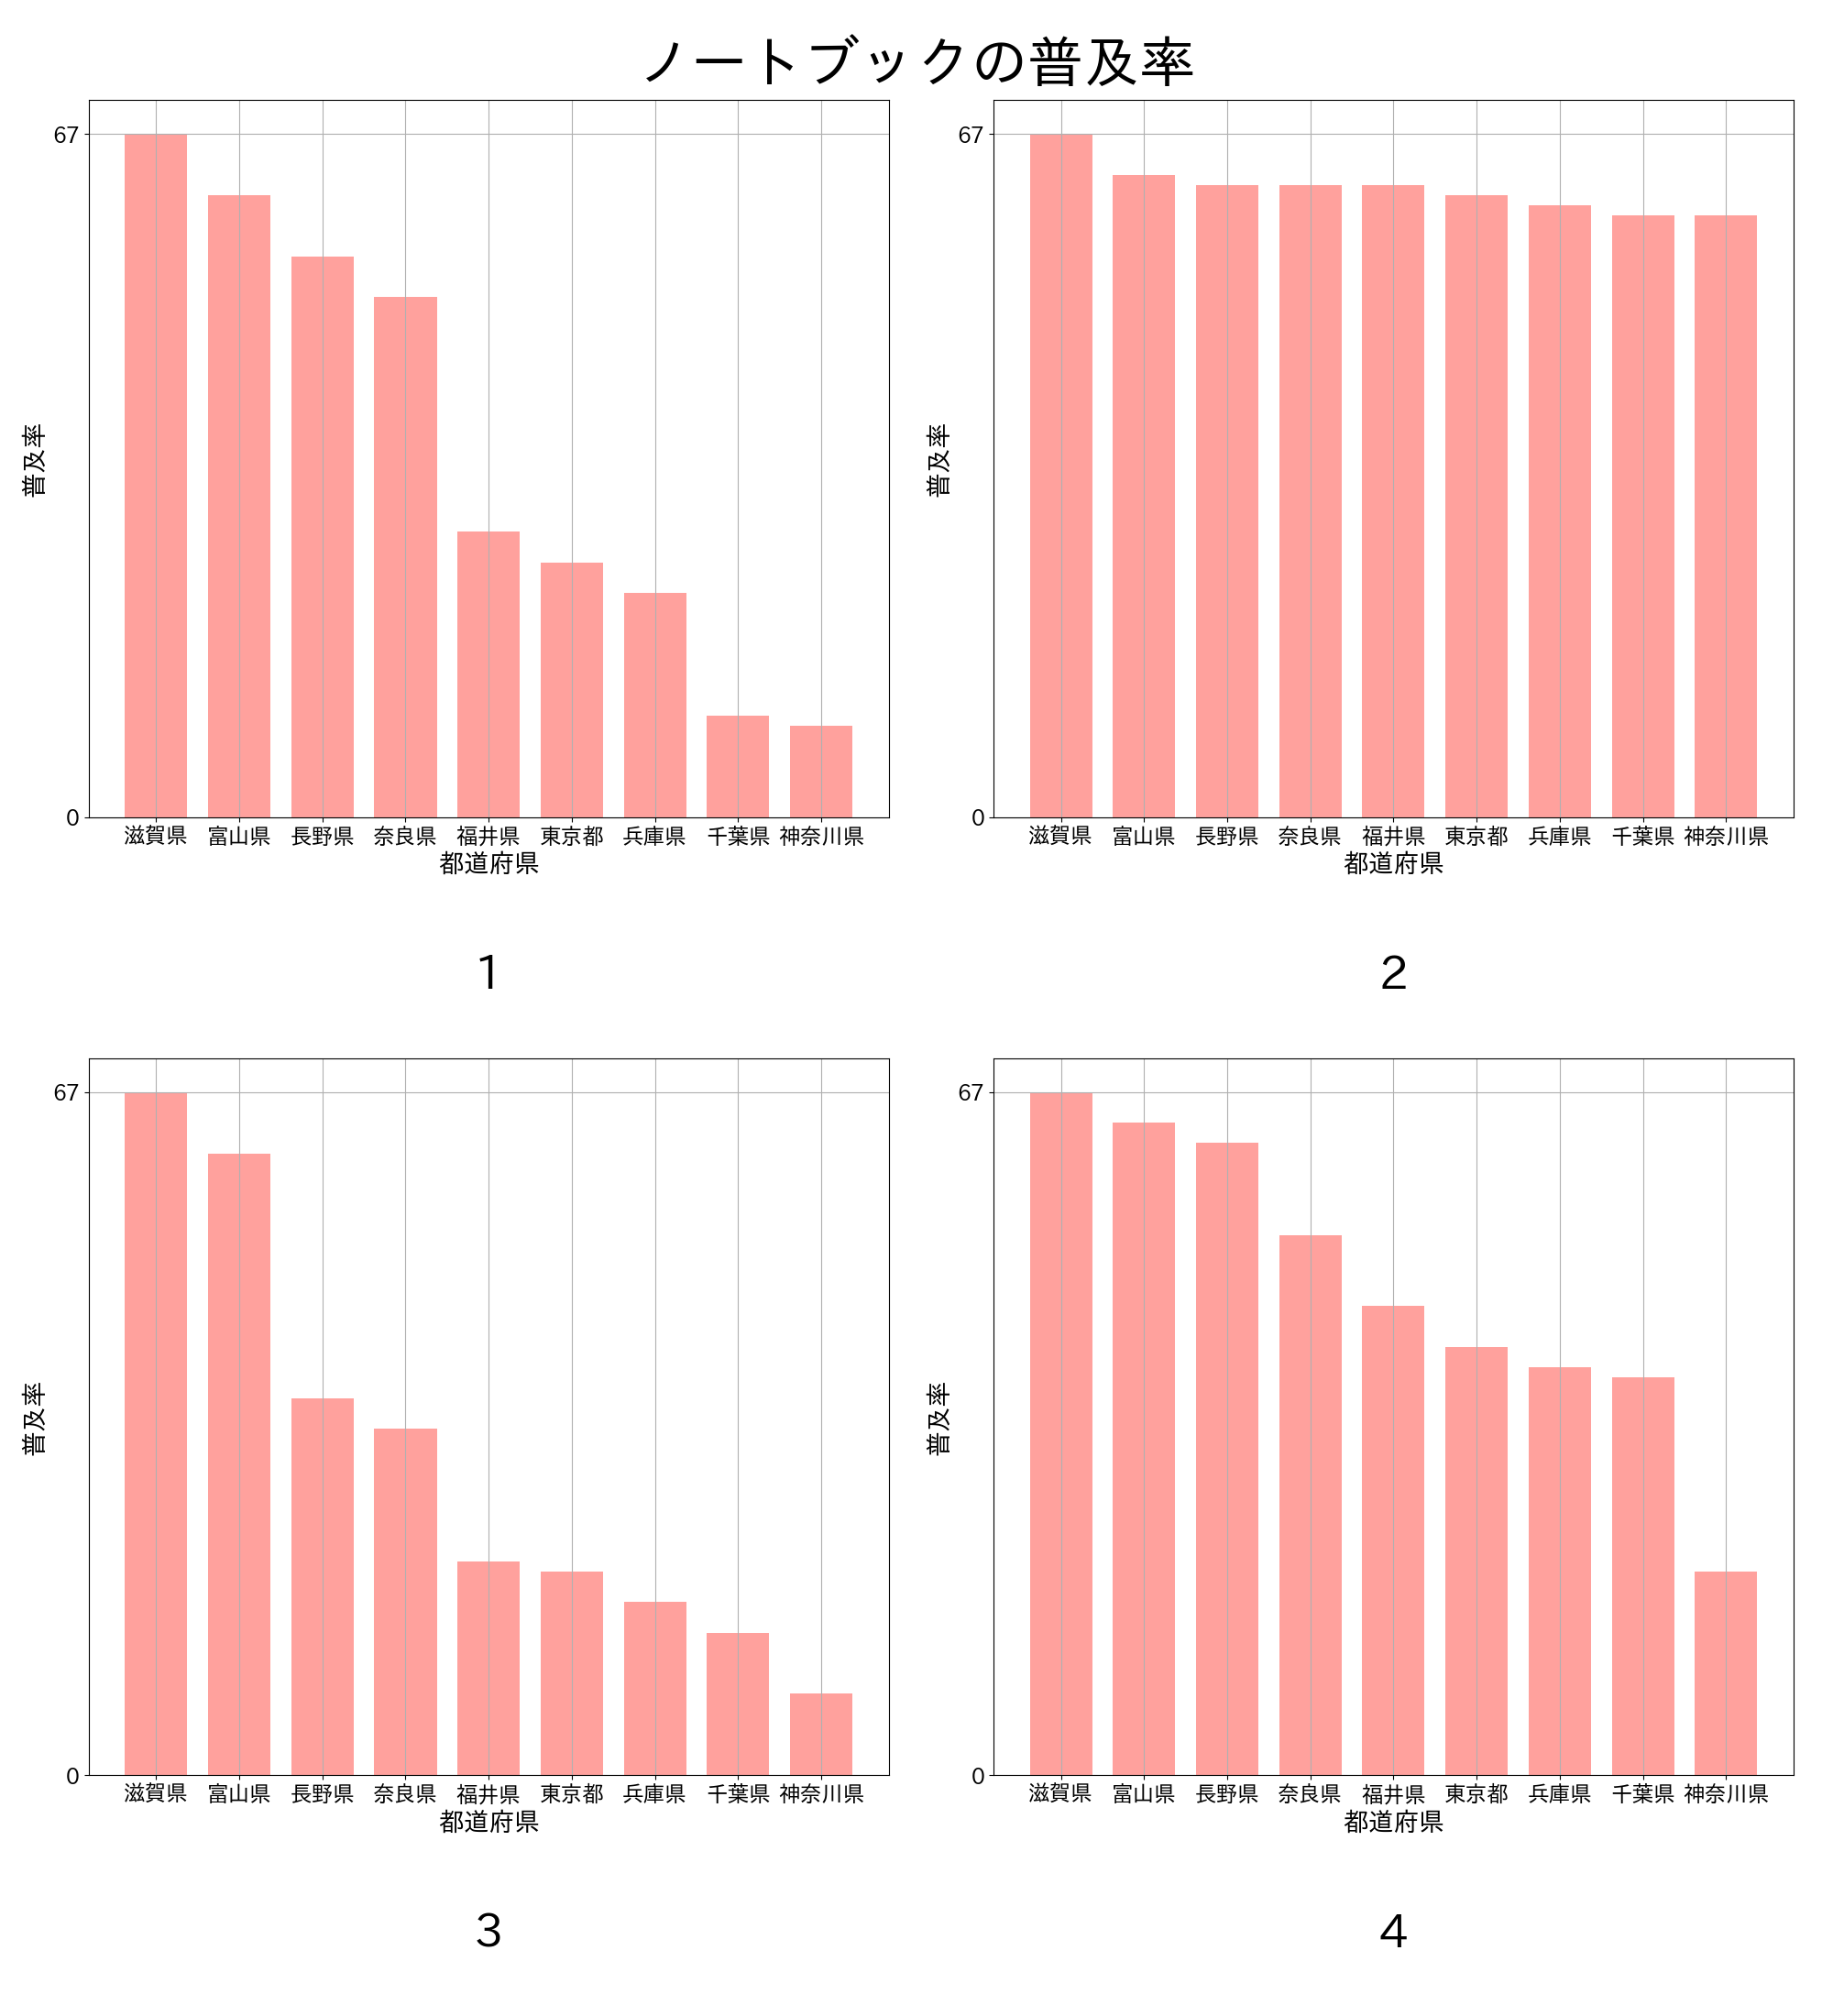 ノートブックの普及率
67
0
普及率
滋賀県 富山県 長野県 奈良県 福井県 東京都 兵庫県 千葉県 神奈川県
都道府県
1
67
0
普及率
滋賀県 富山県 長野県 奈良県 福井県 東京都 兵庫県 千葉県 神奈川県
都道府県
2
67
0
普及率
滋賀県 富山県 長野県 奈良県 福井県 東京都 兵庫県 千葉県 神奈川県
都道府県
3
67
0
普及率
滋賀県 富山県 長野県 奈良県 福井県 東京都 兵庫県 千葉県 神奈川県
都道府県
4